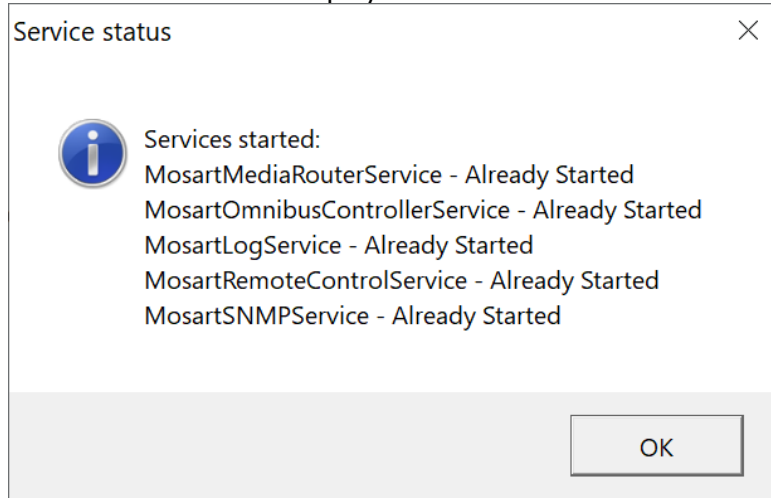 Service status
Services started:
MosartMediaRouterService - Already Started
MosartOmnibusControllerService - Already Started
MosartLogService - Already Started
MosartRemoteControlService - Already Started
MosartSNMPService - Already Started
OK